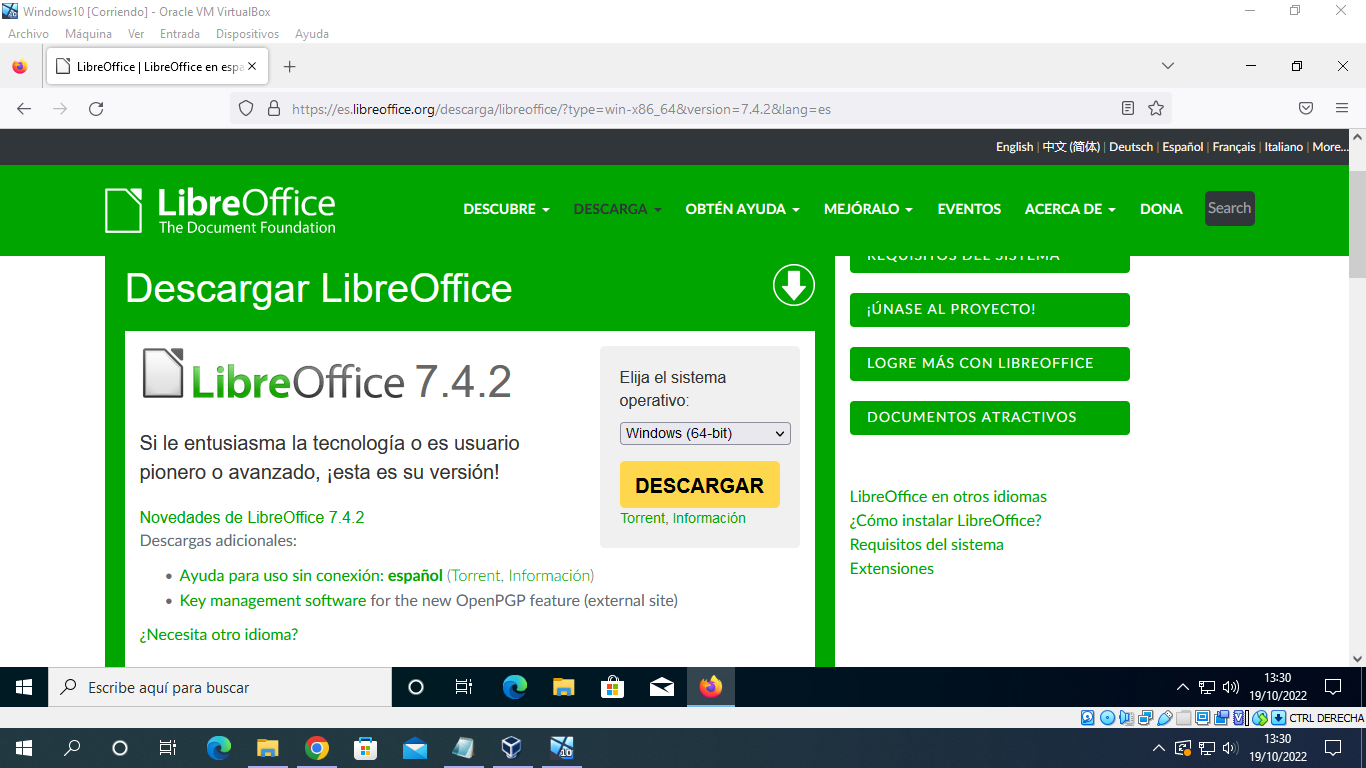 Windows10 [Corriendo] - Oracle VM VirtualBox
Archivo Máquina Ver Entrada Dispositivos Ayuda
LibreOffice | LibreOffice en espa
https://es.libreoffice.org/descarga/libreoffice/?type=win-x86_64&version=7.4.2&lang=es
English | 中文 (简体) | Deutsch | Español | Français | Italiano | More...
LibreOffice
The Document Foundation
DESCUBRE DESCARGA OBTÉN AYUDA MEJÓRALO EVENTOS ACERCA DE DONA Search
Descargar LibreOffice
REQUISITOS DEL SISTEMA
¡ÚNASE AL PROYECTO!
LOGRE MÁS CON LIBREOFFICE
DOCUMENTOS ATRACTIVOS
LibreOffice 7.4.2
Si le entusiasma la tecnología o es usuario
pionero o avanzado, ¡esta es su versión!
Elija el sistema
operativo:
Windows (64-bit)
DESCARGAR
Torrent, Información
Novedades de LibreOffice 7.4.2
Descargas adicionales:
• Ayuda para uso sin conexión: español (Torrent, Información)
• Key management software for the new OpenPGP feature (external site)
¿Necesita otro idioma?
LibreOffice en otros idiomas
¿Cómo instalar LibreOffice?
Requisitos del sistema
Extensiones
Escribe aquí para buscar
13:30
19/10/2022
CTRL DERECHA
10
13:30
19/10/2022